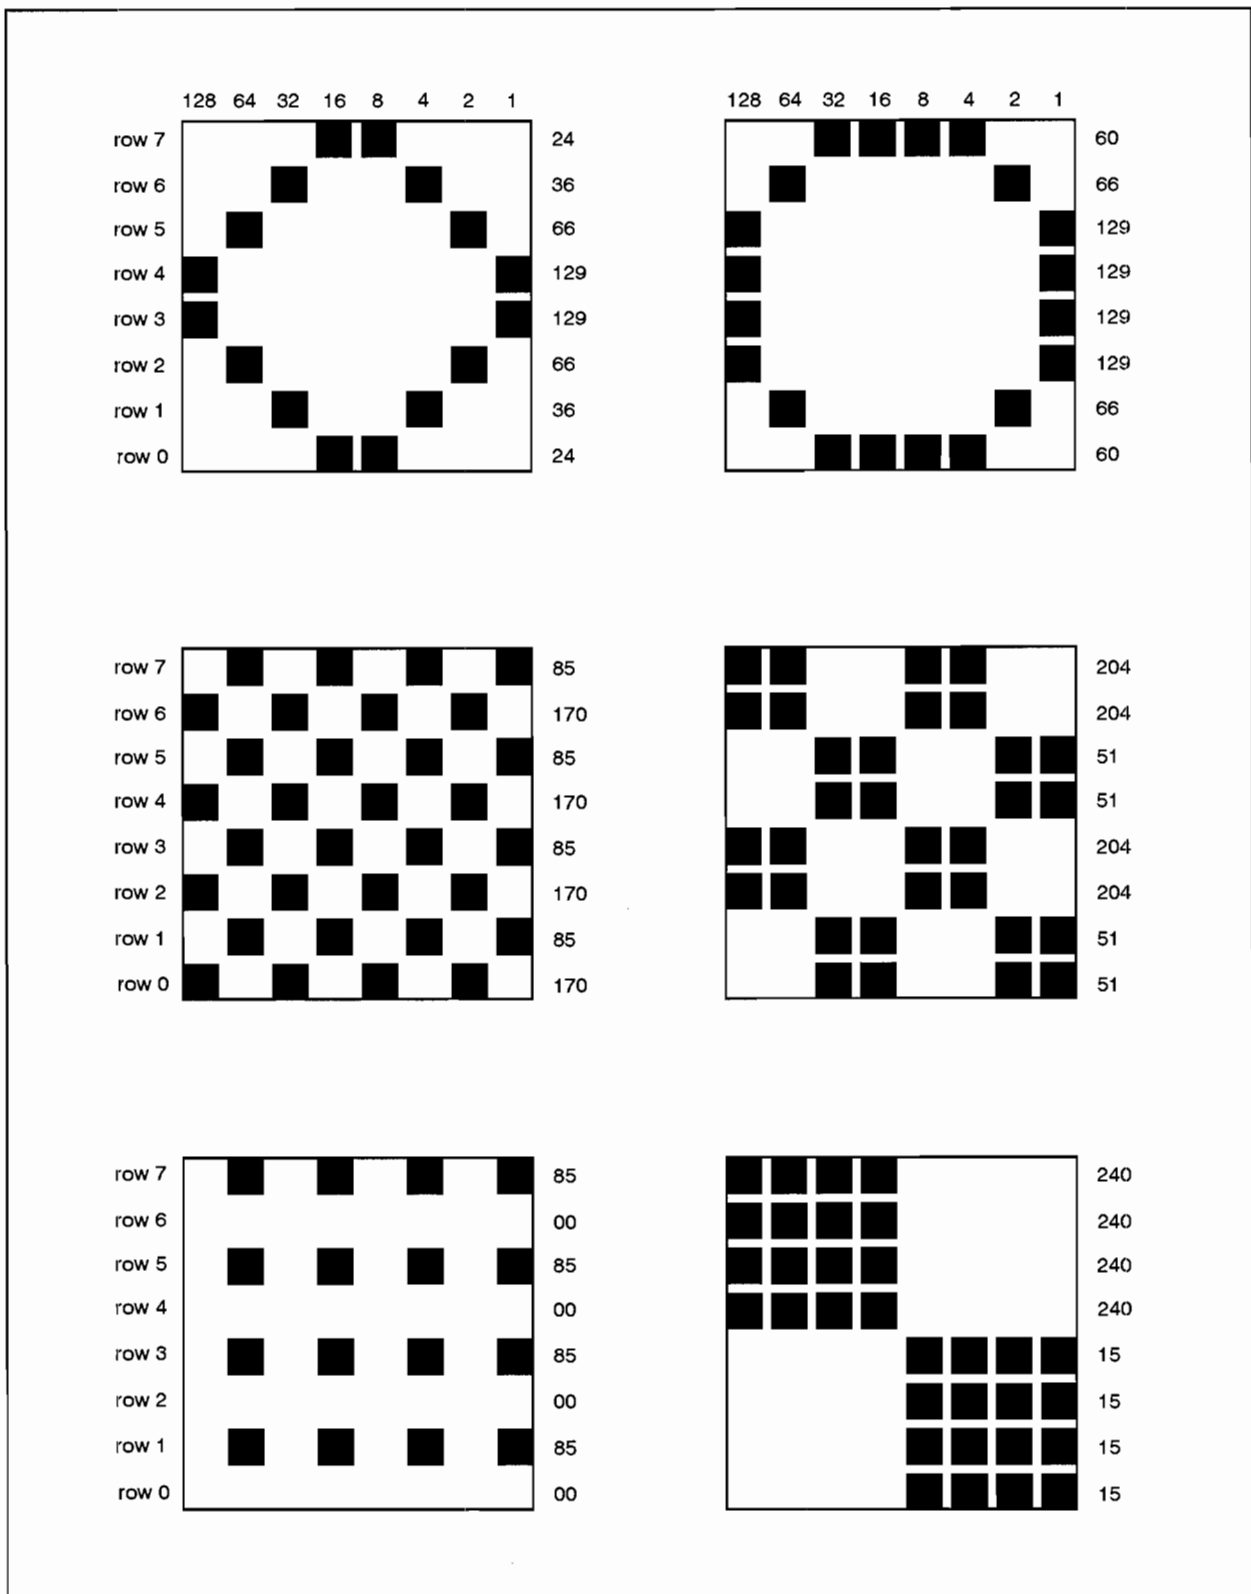 128 64 32 16 8 4 2 1
row 7 24
row 6 36
row 5 66
row 4 129
row 3 129
row 2 66
row 1 36
row 0 24
128 64 32 16 8 4 2 1
60
66
129
129
129
129
66
60
row 7 85
row 6 170
row 5 85
row 4 170
row 3 85
row 2 170
row 1 85
row 0 170
204
204
51
51
204
204
51
51
row 7 85
row 6 00
row 5 85
row 4 00
row 3 85
row 2 00
row 1 85
row 0 00
240
240
240
240
15
15
15
15